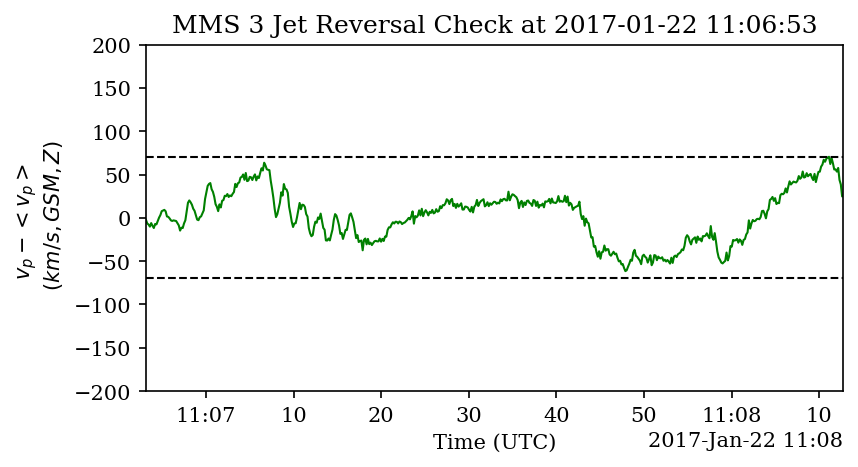 MMS 3 Jet Reversal Check at 2017-01-22 11:06:53
200
150
100
50
0
−50
−100
−150
−200
v_p − < v_p >
(km/s, GSM, Z)
11:07 10 20 30 40 50 11:08 10
Time (UTC)
2017-Jan-22 11:08